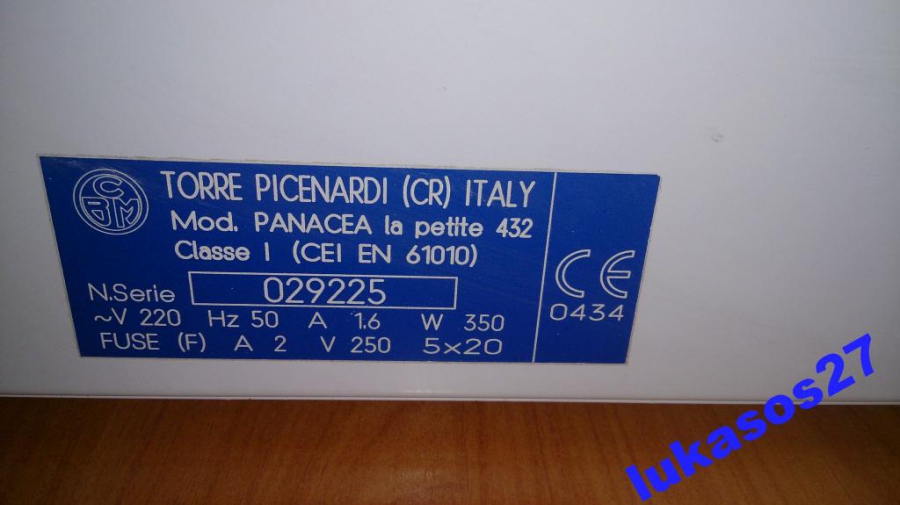 CBM
TORRE PICENARDI (CR) ITALY
Mod. PANACEA la petite 432
Classe I (CEI EN 61010)
N.Serie 029225
~V 220 Hz 50 A 1.6 W 350
FUSE (F) A 2 V 250 5x20
CE
0434
lukasos27